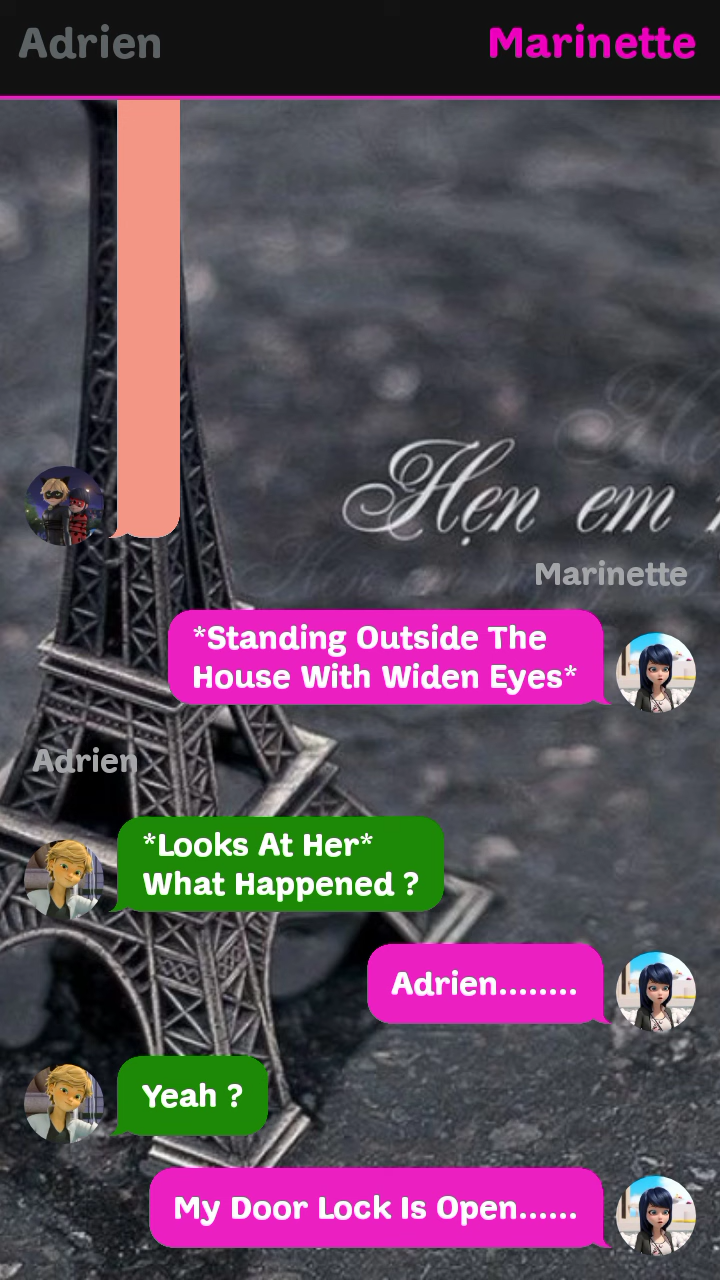 Adrien
Marinette
Hẹn em
Marinette
*Standing Outside The
House With Widen Eyes*
Adrien
*Looks At Her*
What Happened ?
Adrien........
Yeah ?
My Door Lock Is Open......